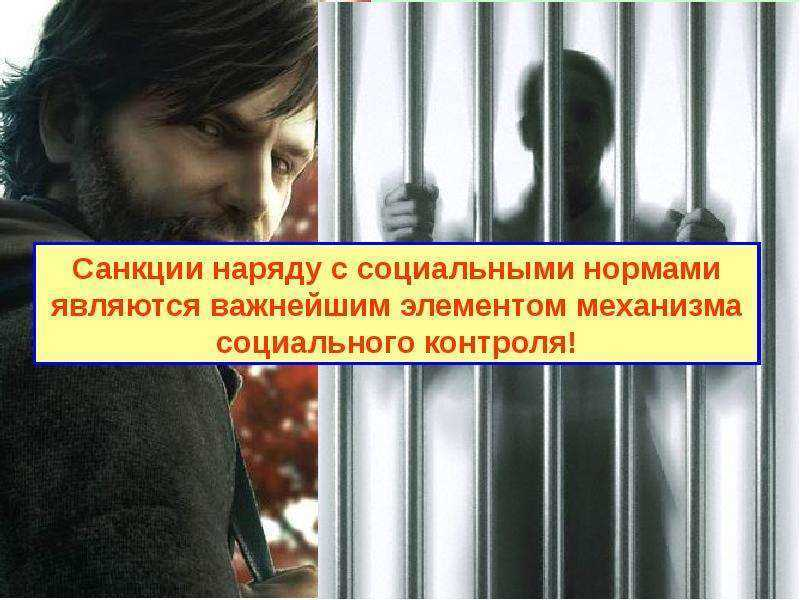 Санкции наряду с социальными нормами
являются важнейшим элементом механизма
социального контроля!